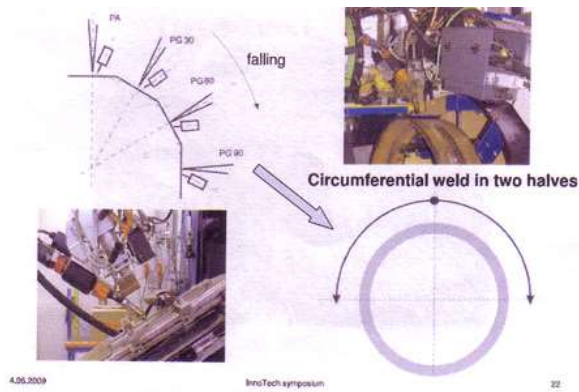 PA
PG 30
PG 60
PG 90
falling
Circumferential weld in two halves
4.06.2009
InnoTech symposium
22